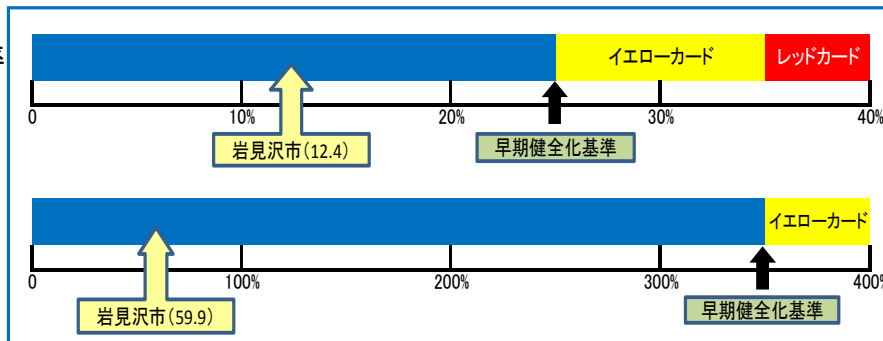 イエローカード レッドカード
0 10% 20% 30% 40%
岩見沢市(12.4) 早期健全化基準
イエローカード
0 100% 200% 300% 400%
岩見沢市(59.9) 早期健全化基準